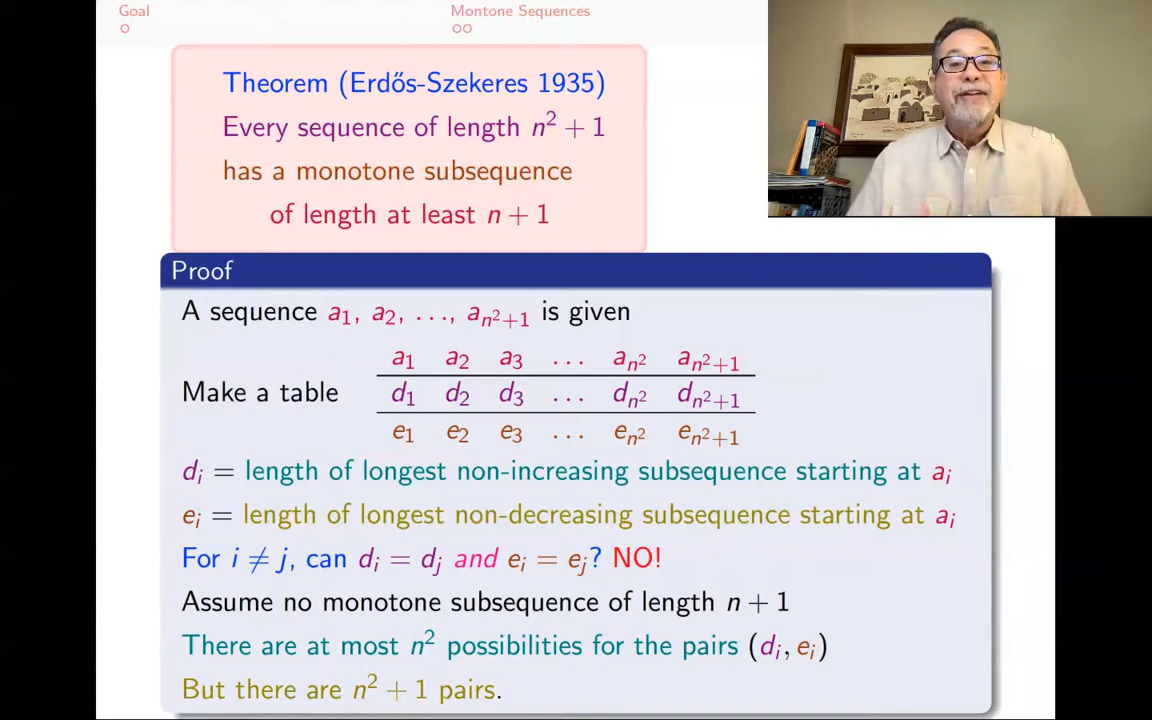 Goal
Montone Sequences
Theorem (Erdős-Szekeres 1935)
Every sequence of length n² + 1
has a monotone subsequence
of length at least n + 1
Proof
A sequence a₁, a₂, …, aₙ²₊₁ is given
a₁ a₂ a₃ … aₙ² aₙ²₊₁
Make a table d₁ d₂ d₃ … dₙ² dₙ²₊₁
e₁ e₂ e₃ … eₙ² eₙ²₊₁
dᵢ = length of longest non-increasing subsequence starting at aᵢ
eᵢ = length of longest non-decreasing subsequence starting at aᵢ
For i ≠ j, can dᵢ = dⱼ and eᵢ = eⱼ? NO!
Assume no monotone subsequence of length n + 1
There are at most n² possibilities for the pairs (dᵢ, eᵢ)
But there are n² + 1 pairs.